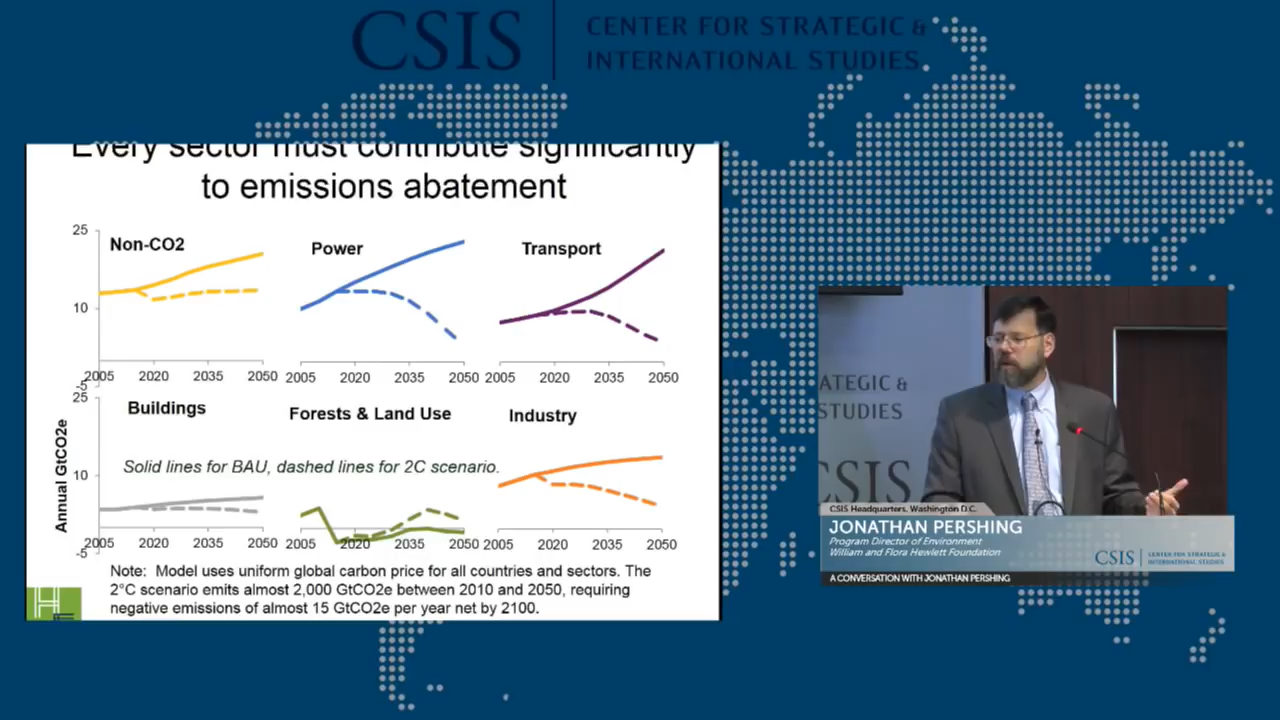 CSIS
CENTER FOR STRATEGIC &
INTERNATIONAL STUDIES
Every sector must contribute significantly
to emissions abatement
25
Non-CO2
Power
Transport
10
2005 2020 2035 2050 2005 2020 2035 2050 2005 2020 2035 2050
-5
25
Buildings
Forests & Land Use
Industry
Annual GtCO2e
Solid lines for BAU, dashed lines for 2C scenario.
10
2005 2020 2035 2050 2005 2020 2035 2050 2005 2020 2035 2050
-5
Note: Model uses uniform global carbon price for all countries and sectors. The
2°C scenario emits almost 2,000 GtCO2e between 2010 and 2050, requiring
negative emissions of almost 15 GtCO2e per year net by 2100.
ATEGIC &
STUDIES
CSIS
CSIS Headquarters, Washington D.C.
JONATHAN PERSHING
Program Director of Environment
William and Flora Hewlett Foundation
CSIS
CENTER FOR STRATEGIC &
INTERNATIONAL STUDIES
A CONVERSATION WITH JONATHAN PERSHING